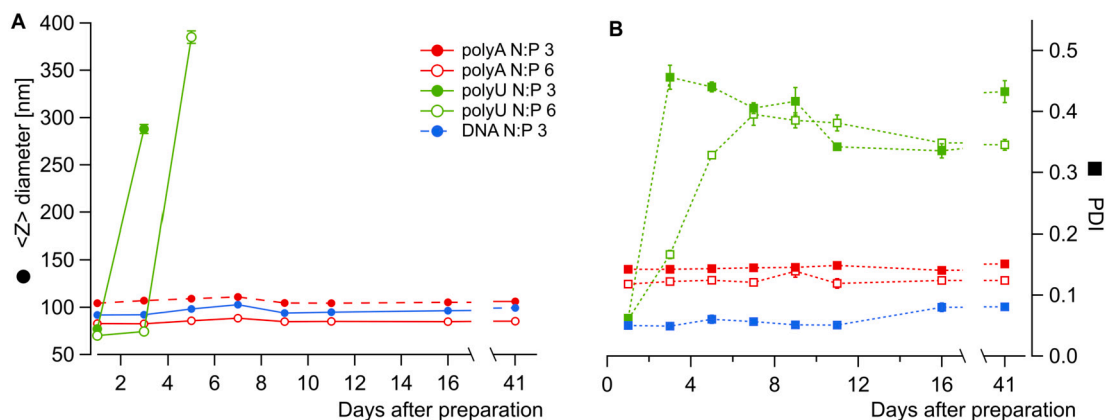 A
400
350
300
250
200
150
100
50
<Z> diameter [nm]
polyA N:P 3
polyA N:P 6
polyU N:P 3
polyU N:P 6
DNA N:P 3
2
4
6
8
10
12
14
16
41
Days after preparation
B
0.5
0.4
0.3
0.2
0.1
0.0
PDI
0
4
8
12
16
41
Days after preparation